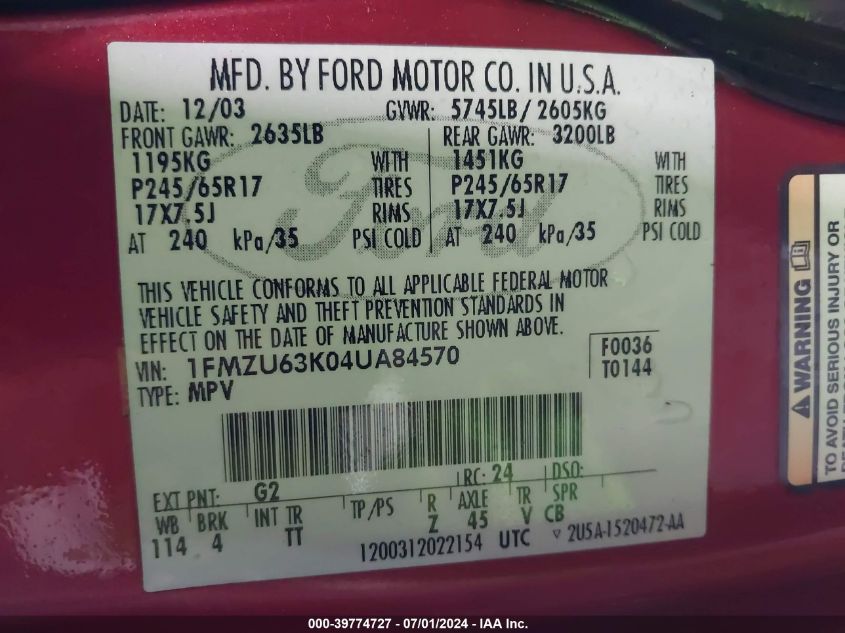 MFD. BY FORD MOTOR CO. IN U.S.A.
DATE: 12/03 GVWR: 5745LB/ 2605KG
FRONT GAWR: 2635LB REAR GAWR: 3200LB
1195KG WITH 1451KG WITH
P245/65R17 TIRES P245/65R17 TIRES
17X7.5J RIMS 17X7.5J RIMS
AT 240 kPa/35 PSI COLD AT 240 kPa/35 PSI COLD
Ford
THIS VEHICLE CONFORMS TO ALL APPLICABLE FEDERAL MOTOR
VEHICLE SAFETY AND THEFT PREVENTION STANDARDS IN
EFFECT ON THE DATE OF MANUFACTURE SHOWN ABOVE.
VIN: 1FMZU63K04UA84570 F0036
TYPE: MPV T0144
EXT PNT: G2 RC: 24 DSO:
WB BRK INT TR TP/PS R AXLE TR SPR
114 4 TT Z 45 V CB
1200312022154 UTC ▽ 2U5A-1520472-AA
WARNING
TO AVOID SERIOUS INJURY OR
000-39774727 - 07/01/2024 - IAA Inc.